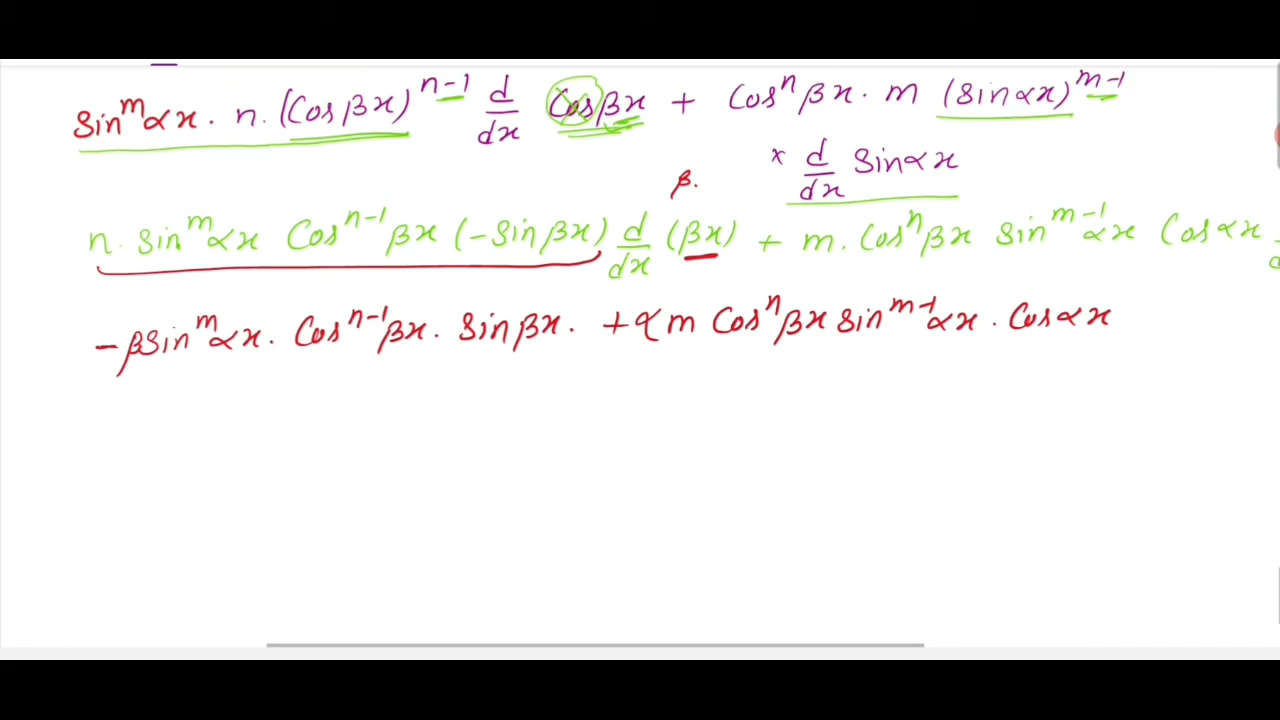 Sin^m αx . n. (Cos βx)^n-1 d/dx Cos βx + Cos^n βx . m (Sin αx)^m-1
× d/dx Sin αx
β.
n. Sin^m αx Cos^n-1 βx (-Sin βx) d/dx (βx) + m. Cos^n βx Sin^m-1 αx Cos αx
- β Sin^m αx . Cos^n-1 βx . Sin βx . + α m Cos^n βx Sin^m-1 αx . Cos αx